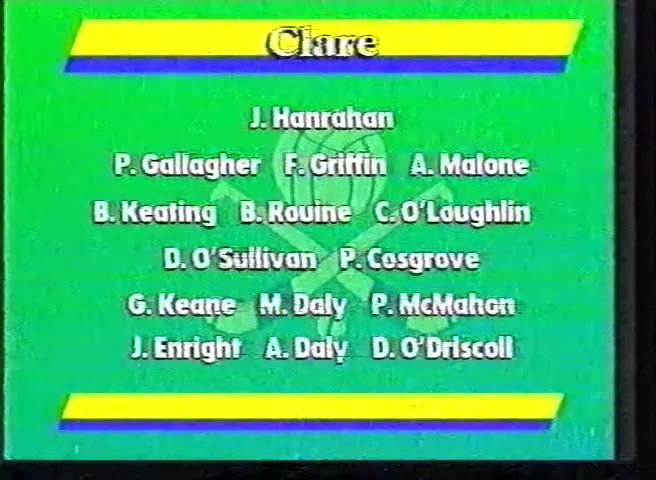 Clare
J. Hanrahan
P. Gallagher F. Griffin A. Malone
B. Keating B. Rouine C. O'Loughlin
D. O'Sullivan P. Cosgrove
G. Keane M. Daly P. McMahon
J. Enright A. Daly D. O'Driscoll